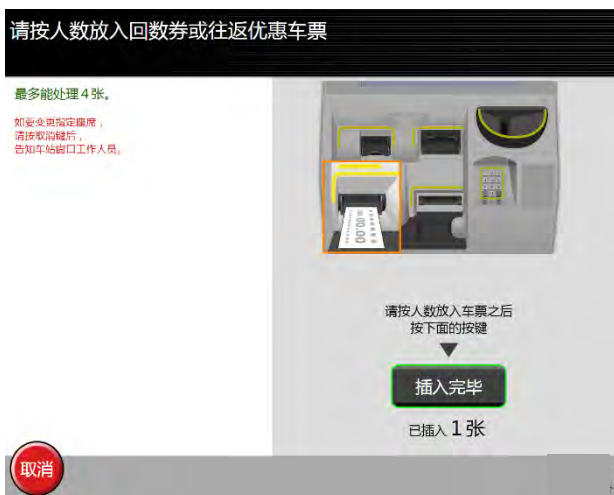 请按人数放入回数券或往返优惠车票
最多能处理4张。
如要变更指定座席，
请按取消键后，
告知车站窗口工作人员。
请按人数放入车票之后
按下面的按键
插入完毕
已插入 1 张
取消